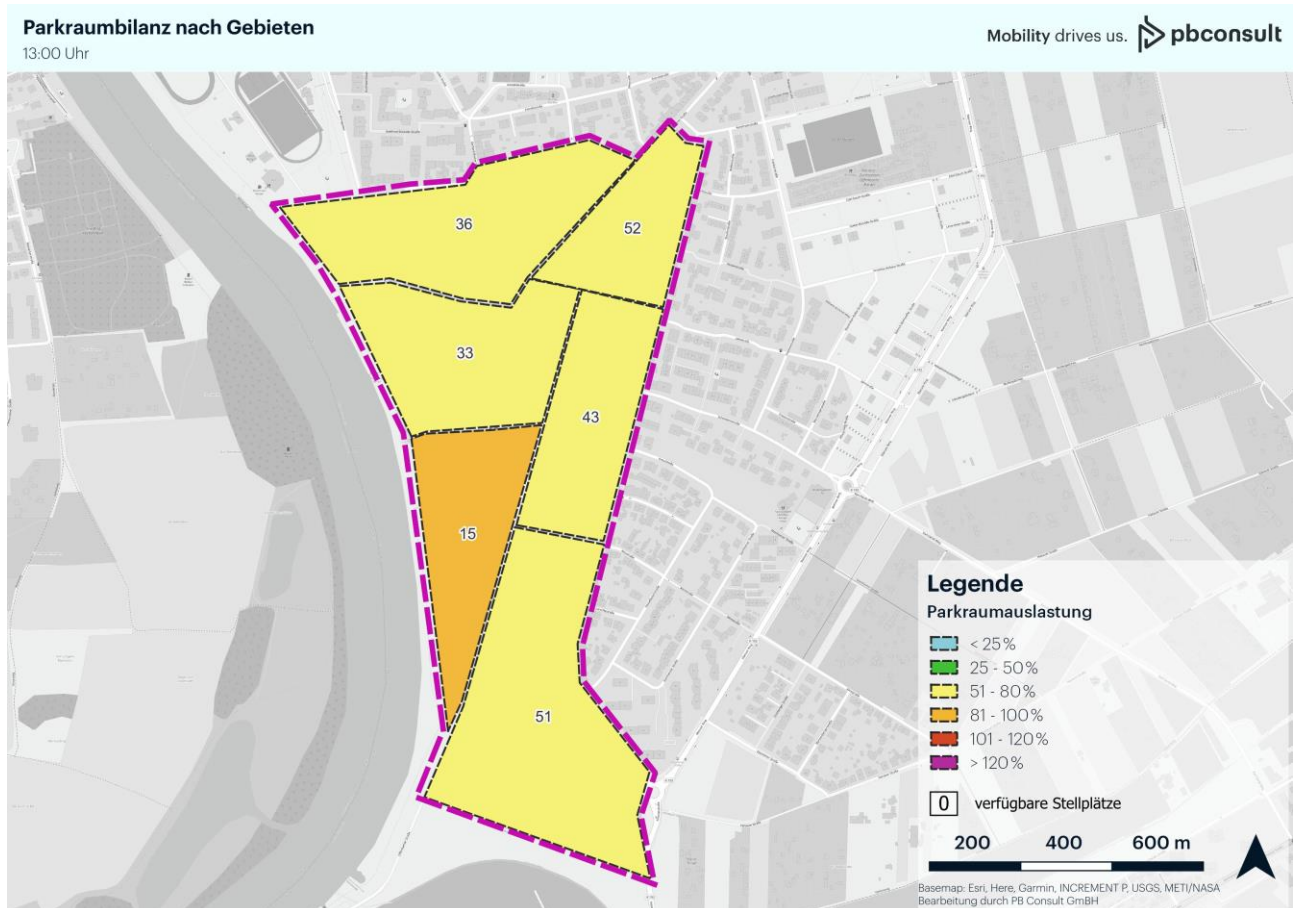 Parkraumbilanz nach Gebieten
13:00 Uhr
Mobility drives us. pbconsult
36
52
33
43
15
51
Legende
Parkraumauslastung
< 25%
25 - 50%
51 - 80%
81 - 100%
101 - 120%
> 120%
0 verfügbare Stellplätze
200 400 600 m
Basemap: Esri, Here, Garmin, INCREMENT P, USGS, METI/NASA
Bearbeitung durch PB Consult GmBH